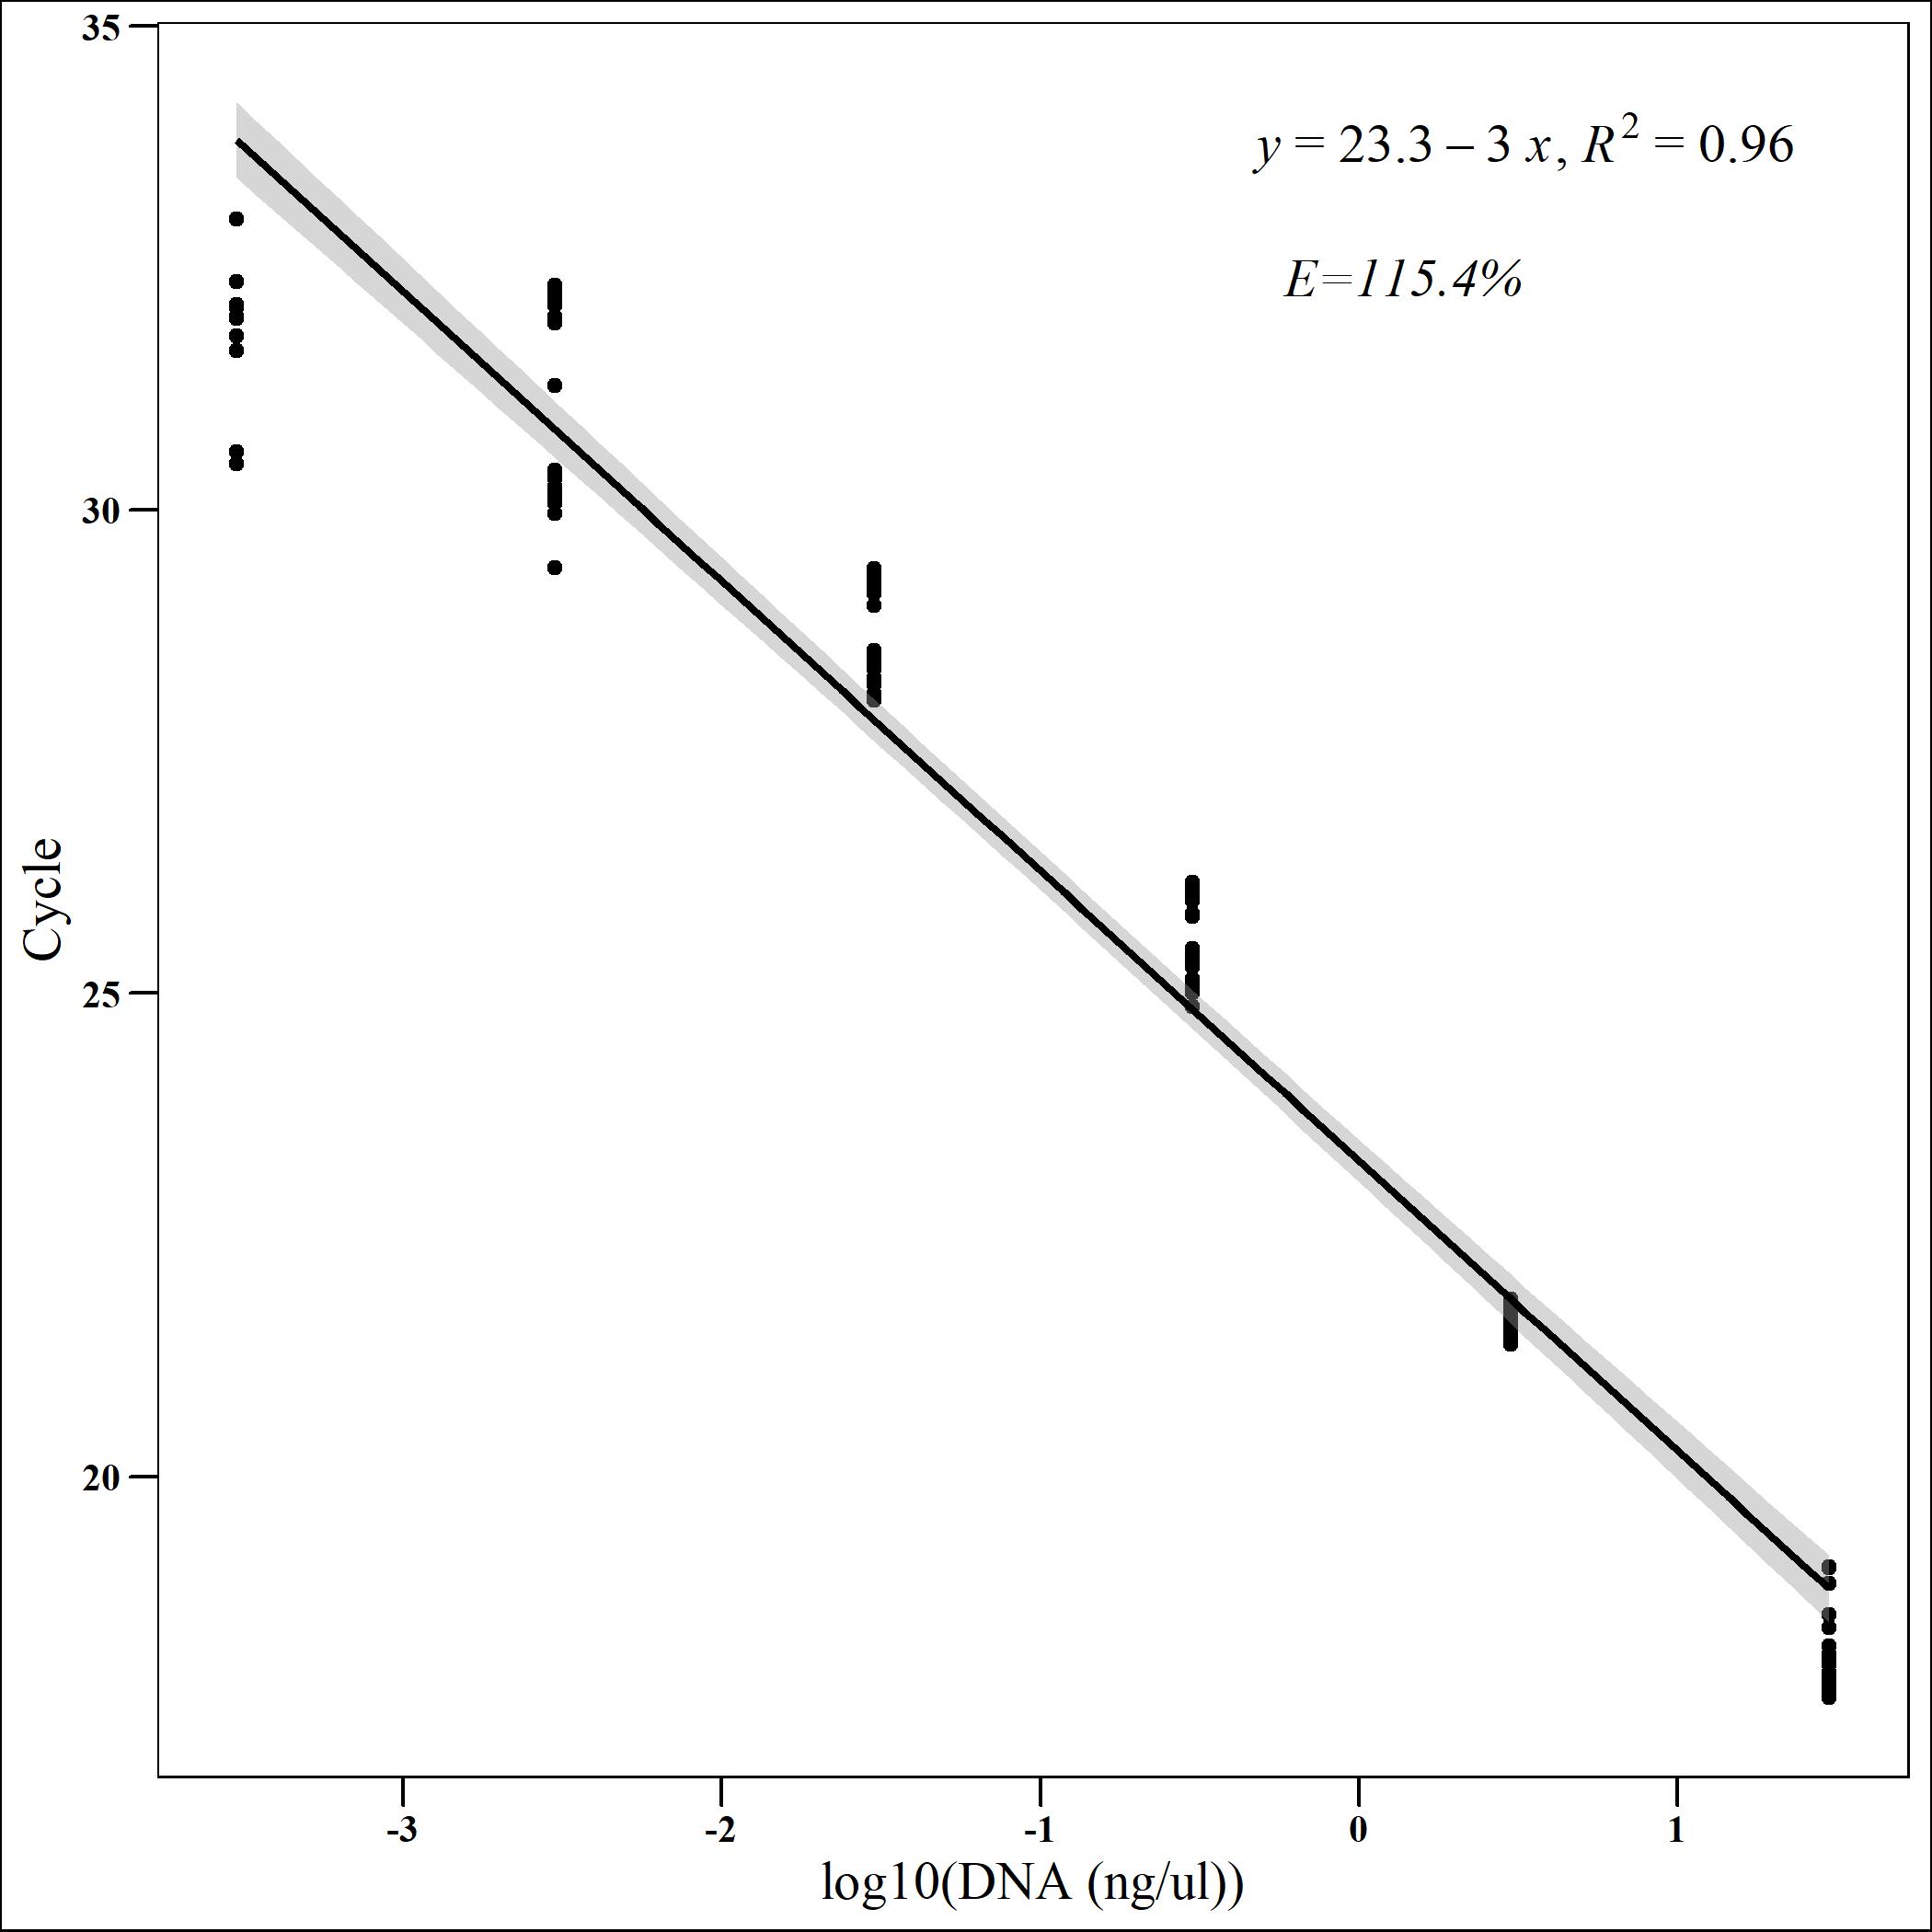 35
y = 23.3 – 3 x, R² = 0.96
E=115.4%
30
Cycle
25
20
-3 -2 -1 0 1
log10(DNA (ng/ul))